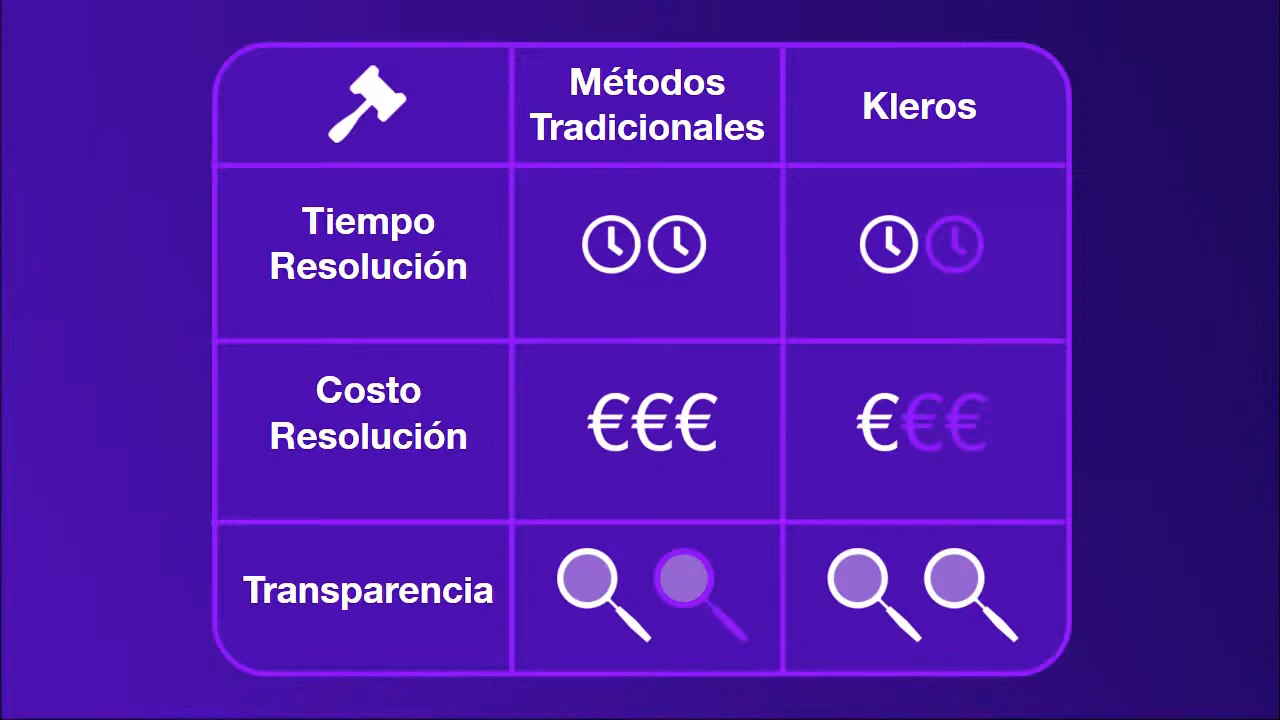 Métodos
Tradicionales
Kleros
Tiempo
Resolución
Costo
Resolución
€€€
€€€
Transparencia